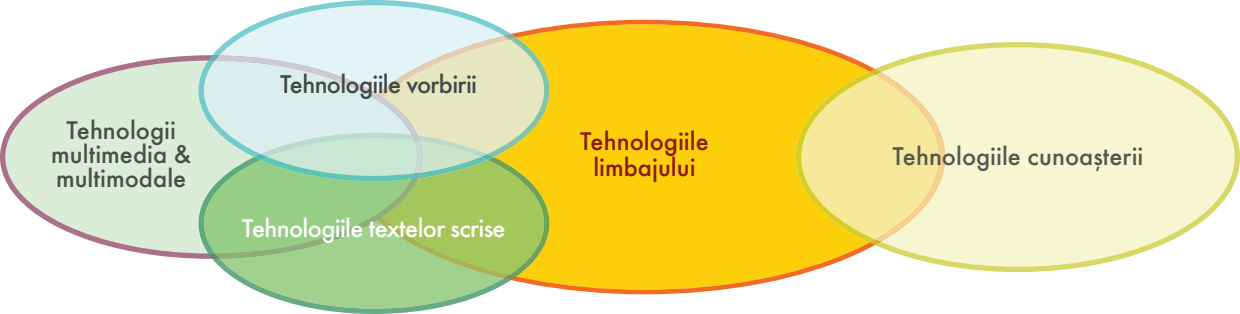 Tehnologiile vorbirii
Tehnologii
multimedia &
multimodale
Tehnologiile textelor scrise
Tehnologiile
limbajului
Tehnologiile cunoașterii